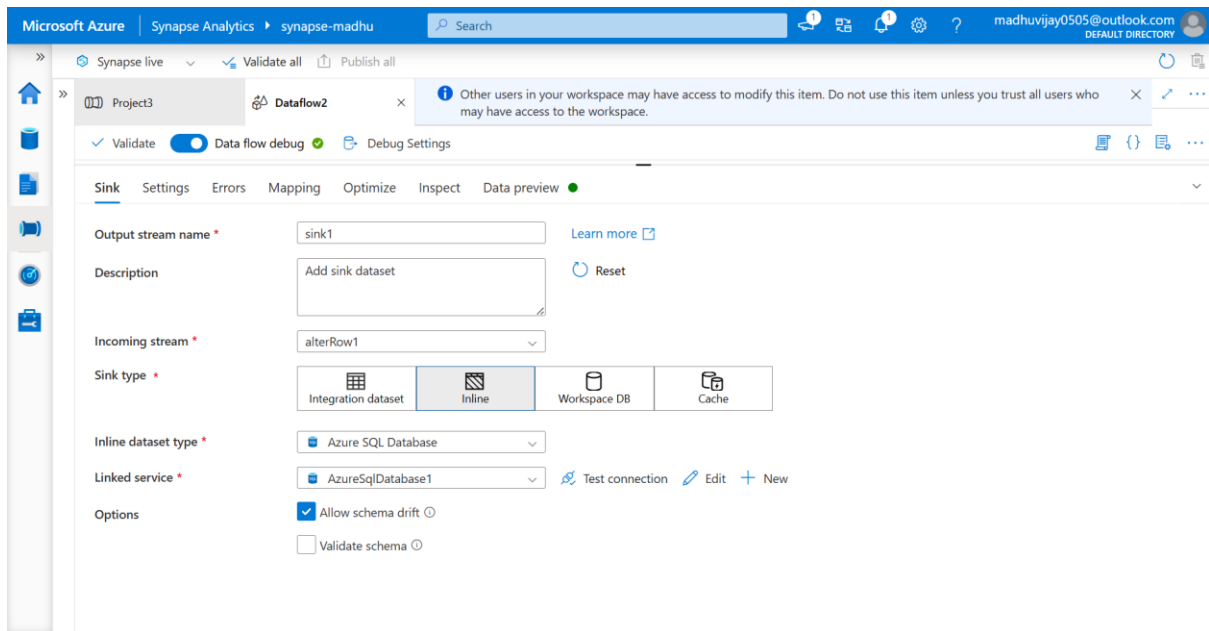 Microsoft Azure Synapse Analytics synapse-madhu Search 1 1 ? madhuvijay0505@outlook.com
DEFAULT DIRECTORY
» Synapse live Validate all Publish all
» Project3 Dataflow2 × Other users in your workspace may have access to modify this item. Do not use this item unless you trust all users who ×
may have access to the workspace.
Validate Data flow debug Debug Settings {}
Sink Settings Errors Mapping Optimize Inspect Data preview
Output stream name * sink1 Learn more
Description Add sink dataset Reset
Incoming stream * alterRow1
Sink type *
Integration dataset Inline Workspace DB Cache
Inline dataset type * Azure SQL Database
Linked service * AzureSqlDatabase1 Test connection Edit + New
Options Allow schema drift
Validate schema